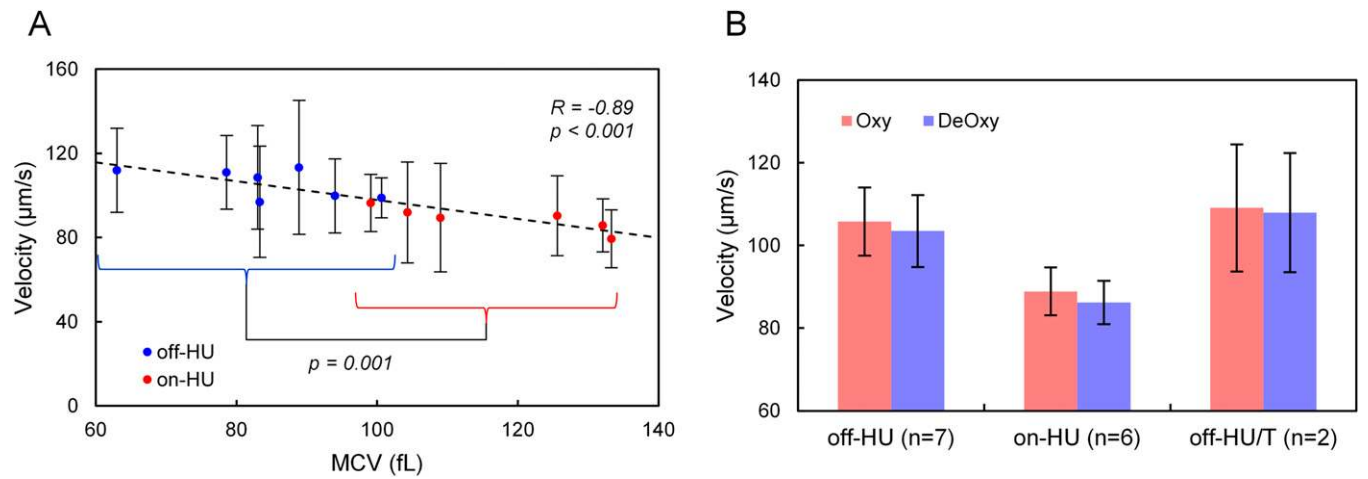 A
160
120
80
40
0
Velocity (µm/s)
R = -0.89
p < 0.001
off-HU
on-HU
p = 0.001
60 80 100 120 140
MCV (fL)
B
140
120
100
80
60
Velocity (µm/s)
Oxy DeOxy
off-HU (n=7) on-HU (n=6) off-HU/T (n=2)